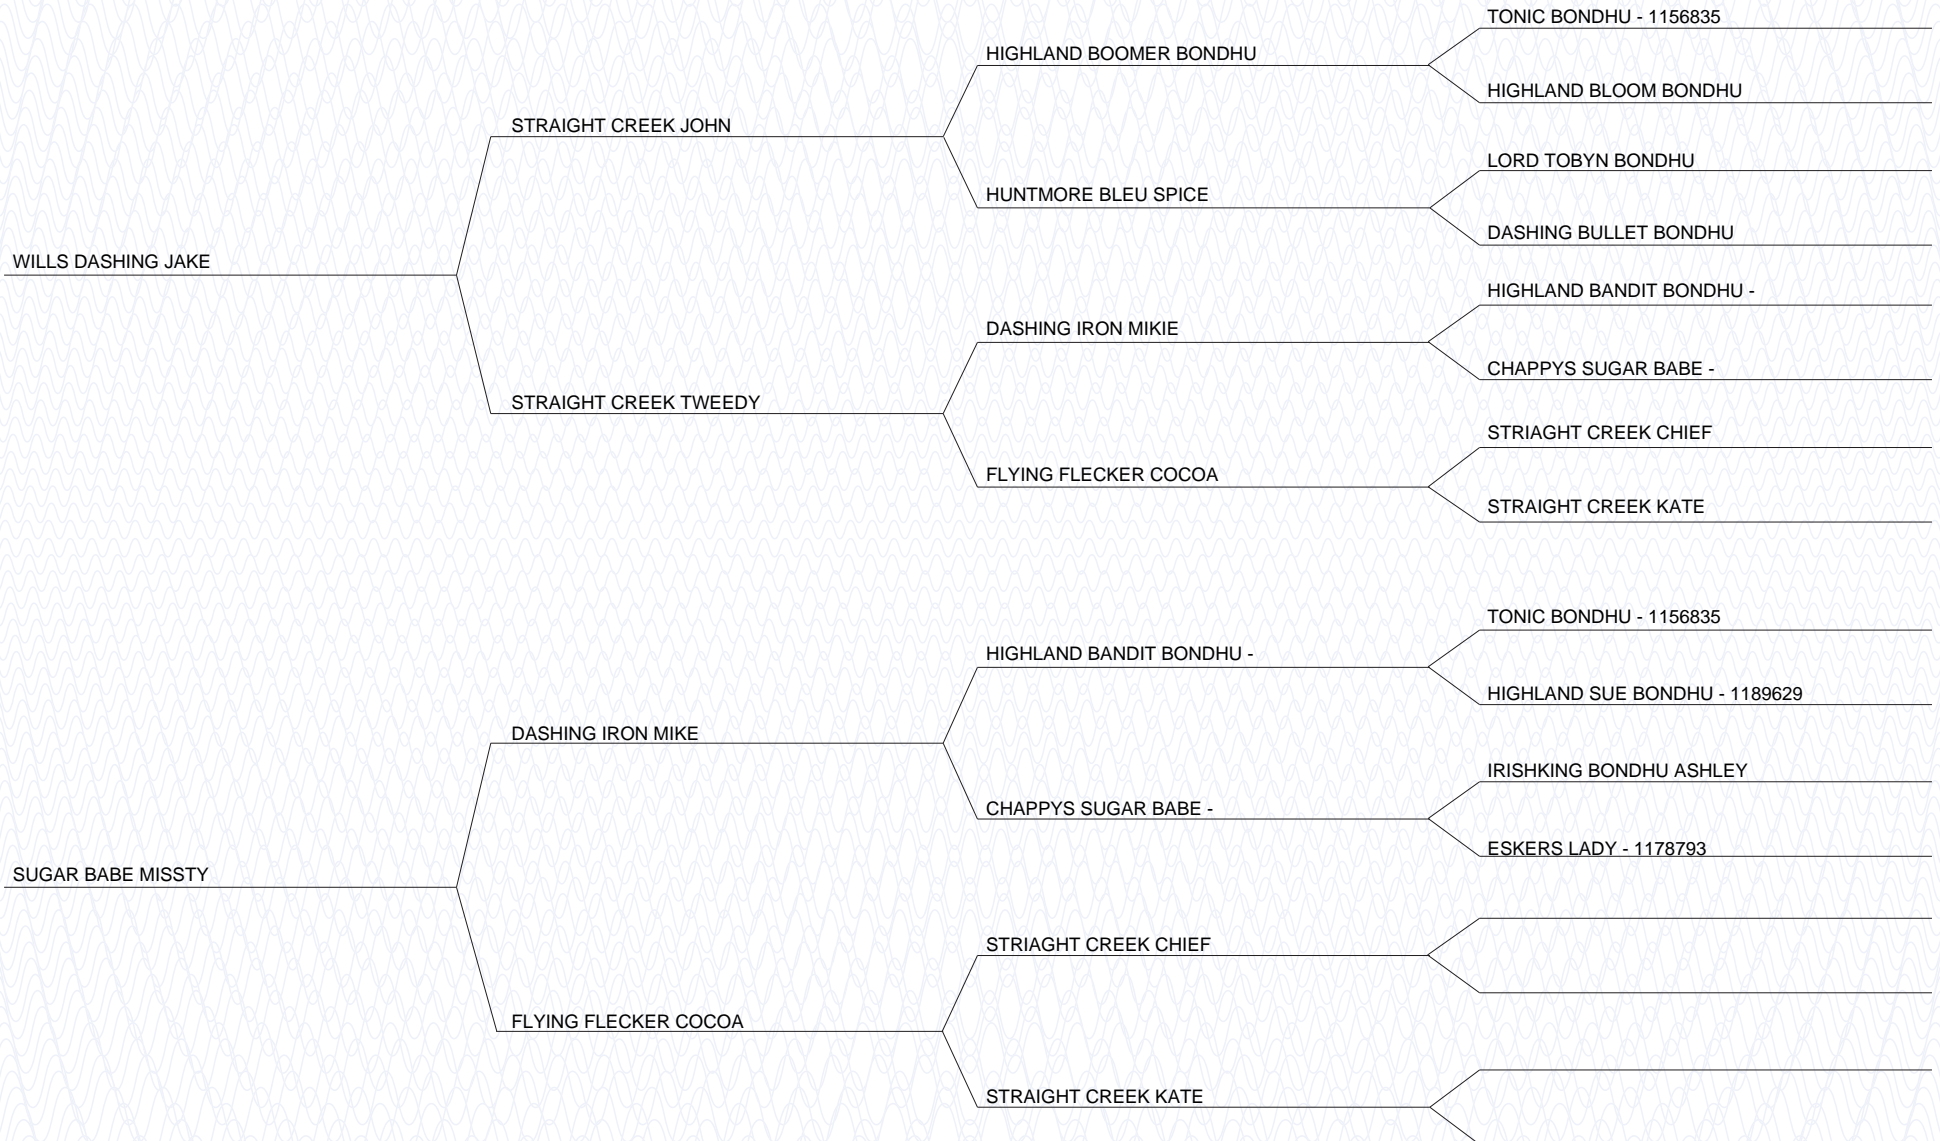 TONIC BONDHU - 1156835
HIGHLAND BOOMER BONDHU
HIGHLAND BLOOM BONDHU
STRAIGHT CREEK JOHN
LORD TOBYN BONDHU
HUNTMORE BLEU SPICE
DASHING BULLET BONDHU
WILLS DASHING JAKE
HIGHLAND BANDIT BONDHU -
DASHING IRON MIKIE
CHAPPYS SUGAR BABE -
STRAIGHT CREEK TWEEDY
STRIAGHT CREEK CHIEF
FLYING FLECKER COCOA
STRAIGHT CREEK KATE
TONIC BONDHU - 1156835
HIGHLAND BANDIT BONDHU -
HIGHLAND SUE BONDHU - 1189629
DASHING IRON MIKE
IRISHKING BONDHU ASHLEY
CHAPPYS SUGAR BABE -
ESKERS LADY - 1178793
SUGAR BABE MISSTY
STRIAGHT CREEK CHIEF
FLYING FLECKER COCOA
STRAIGHT CREEK KATE